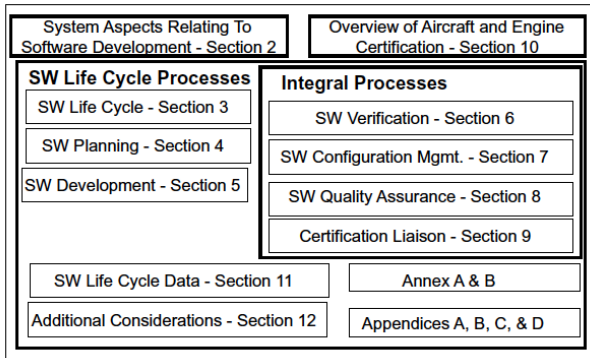 System Aspects Relating To
Software Development - Section 2
Overview of Aircraft and Engine
Certification - Section 10
SW Life Cycle Processes
SW Life Cycle - Section 3
SW Planning - Section 4
SW Development - Section 5
Integral Processes
SW Verification - Section 6
SW Configuration Mgmt. - Section 7
SW Quality Assurance - Section 8
Certification Liaison - Section 9
SW Life Cycle Data - Section 11
Annex A & B
Additional Considerations - Section 12
Appendices A, B, C, & D